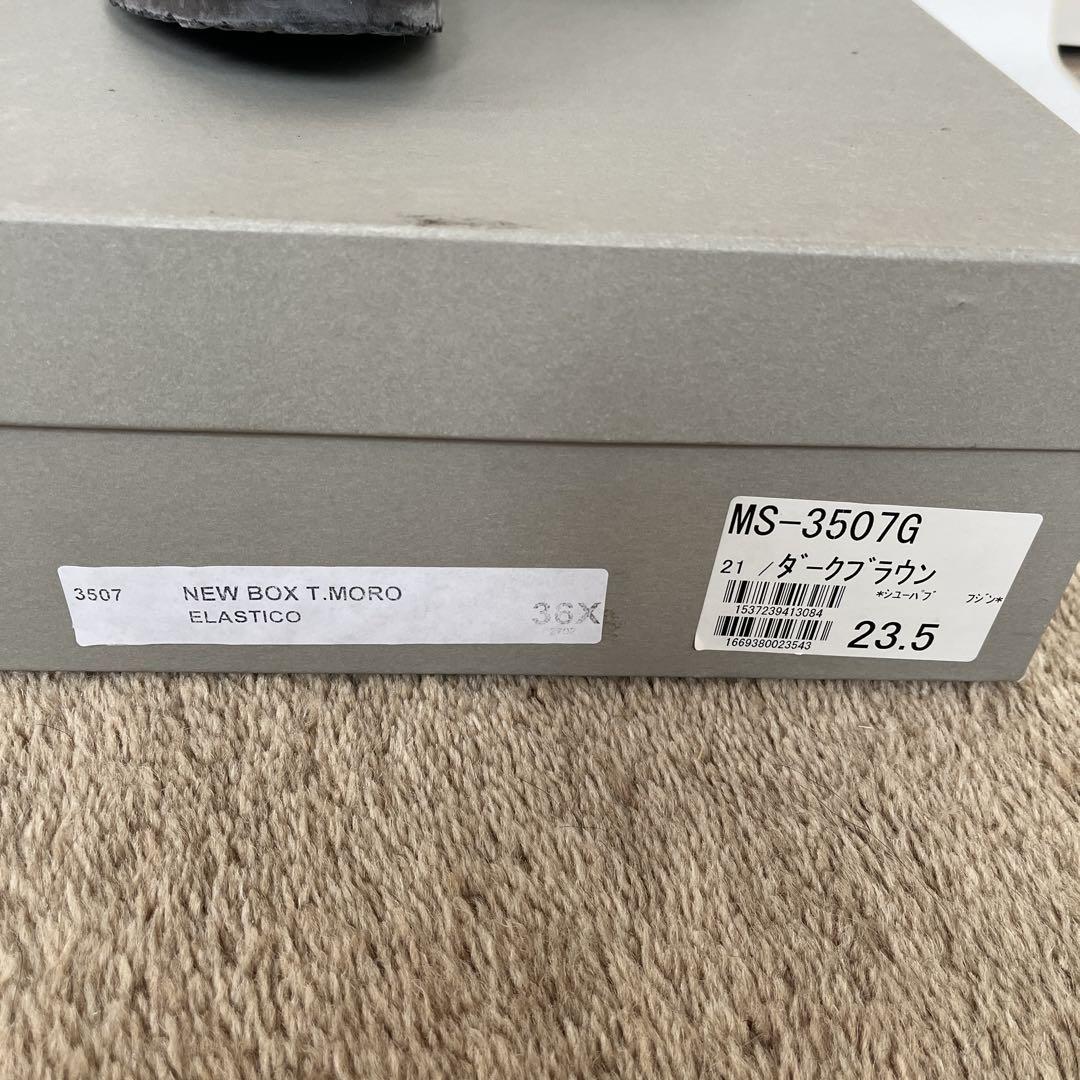 3507 NEW BOX T.MORO
ELASTICO
36X
MS-3507G
21 /ダークブラウン
*シューパブ フジン*
1537239413084
1669380023543
23.5